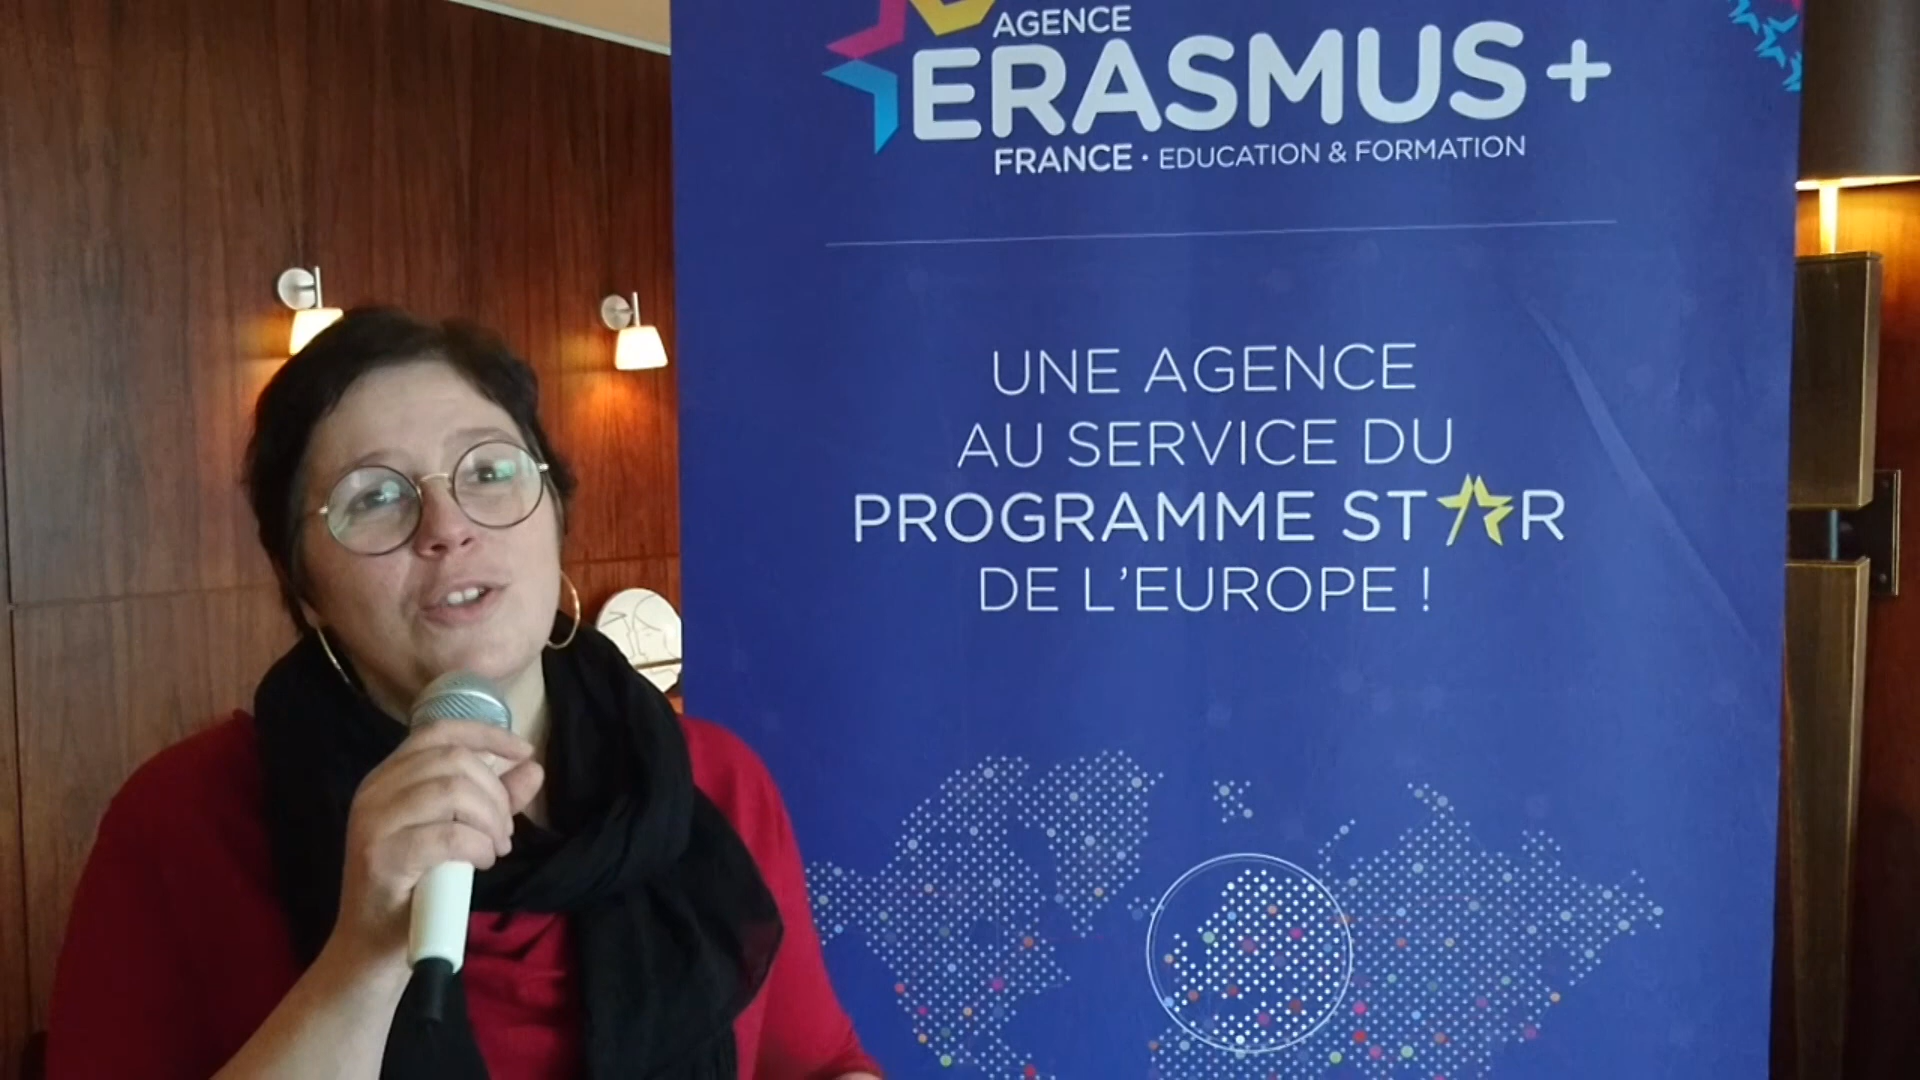 AGENCE
ERASMUS+
FRANCE · EDUCATION & FORMATION
UNE AGENCE
AU SERVICE DU
PROGRAMME STAR
DE L'EUROPE !